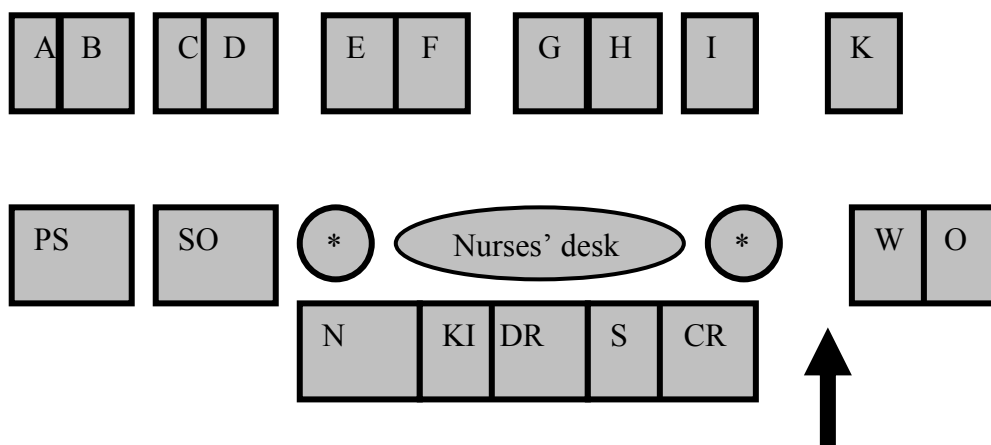 A B C D E F G H I K
PS SO * Nurses’ desk * W O
N KI DR S CR